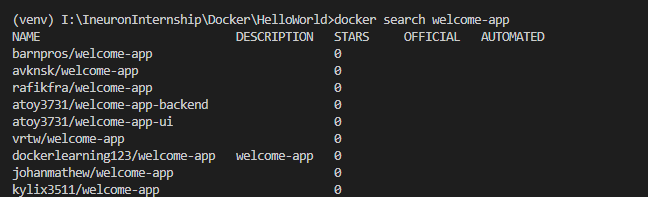 (venv) I:\IneuronInternship\Docker\HelloWorld>docker search welcome-app
NAME DESCRIPTION STARS OFFICIAL AUTOMATED
barnpros/welcome-app 0
avknsk/welcome-app 0
rafikfra/welcome-app 0
atoy3731/welcome-app-backend 0
atoy3731/welcome-app-ui 0
vrtw/welcome-app 0
dockerlearning123/welcome-app welcome-app 0
johanmathew/welcome-app 0
kylix3511/welcome-app 0